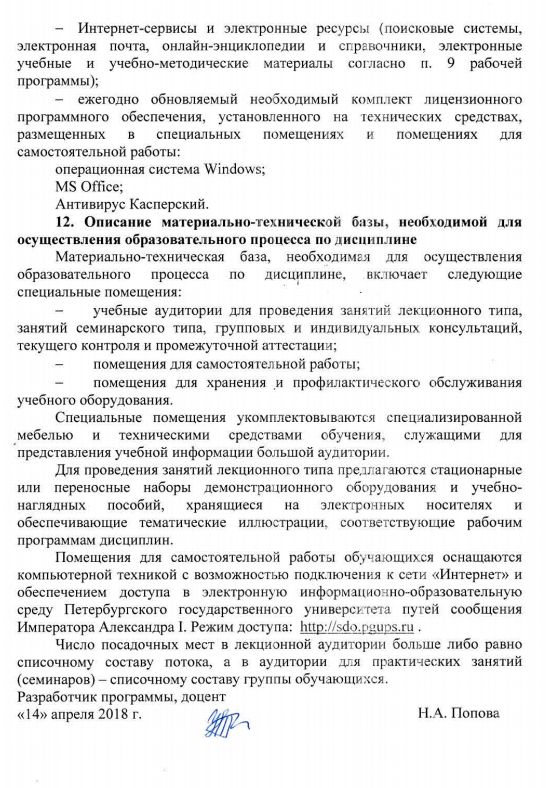 – Интернет-сервисы и электронные ресурсы (поисковые системы,
электронная почта, онлайн-энциклопедии и справочники, электронные
учебные и учебно-методические материалы согласно п. 9 рабочей
программы);
– ежегодно обновляемый необходимый комплект лицензионного
программного обеспечения, установленного на технических средствах,
размещенных в специальных помещениях и помещениях для
самостоятельной работы:
операционная система Windows;
MS Office;
Антивирус Касперский.
12. Описание материально-технической базы, необходимой для
осуществления образовательного процесса по дисциплине
Материально-техническая база, необходимая для осуществления
образовательного процесса по дисциплине, включает следующие
специальные помещения:
– учебные аудитории для проведения занятий лекционного типа,
занятий семинарского типа, групповых и индивидуальных консультаций,
текущего контроля и промежуточной аттестации;
– помещения для самостоятельной работы;
– помещения для хранения и профилактического обслуживания
учебного оборудования.
Специальные помещения укомплектовываются специализированной
мебелью и техническими средствами обучения, служащими для
представления учебной информации большой аудитории.
Для проведения занятий лекционного типа предлагаются стационарные
или переносные наборы демонстрационного оборудования и учебно-
наглядных пособий, хранящиеся на электронных носителях и
обеспечивающие тематические иллюстрации, соответствующие рабочим
программам дисциплин.
Помещения для самостоятельной работы обучающихся оснащаются
компьютерной техникой с возможностью подключения к сети «Интернет» и
обеспечением доступа в электронную информационно-образовательную
среду Петербургского государственного университета путей сообщения
Императора Александра I. Режим доступа: http://sdo.pgups.ru .
Число посадочных мест в лекционной аудитории больше либо равно
списочному составу потока, а в аудитории для практических занятий
(семинаров) – списочному составу группы обучающихся.
Разработчик программы, доцент
«14» апреля 2018 г. Н.А. Попова